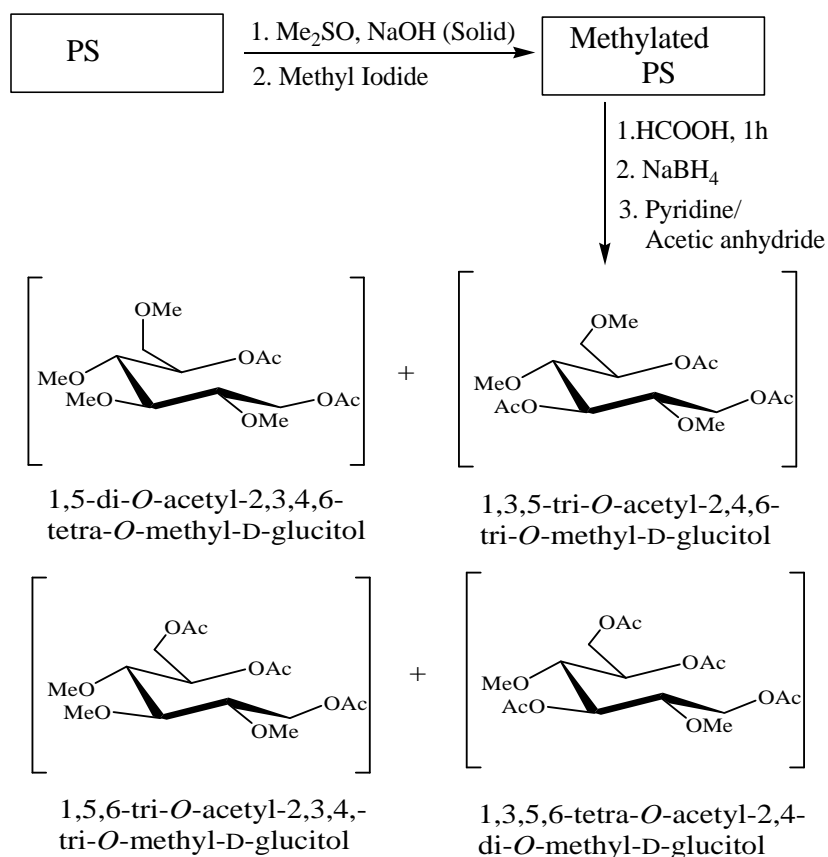 PS
1. Me₂SO, NaOH (Solid)
2. Methyl Iodide
Methylated
PS
1.HCOOH, 1h
2. NaBH₄
3. Pyridine/
Acetic anhydride
OMe
OAc
MeO
MeO
OMe
OAc
+
OMe
OAc
MeO
AcO
OMe
OAc
1,5-di-O-acetyl-2,3,4,6-
tetra-O-methyl-D-glucitol
1,3,5-tri-O-acetyl-2,4,6-
tri-O-methyl-D-glucitol
OAc
OAc
MeO
MeO
OMe
OAc
+
OAc
OAc
MeO
AcO
OMe
OAc
1,5,6-tri-O-acetyl-2,3,4,-
tri-O-methyl-D-glucitol
1,3,5,6-tetra-O-acetyl-2,4-
di-O-methyl-D-glucitol